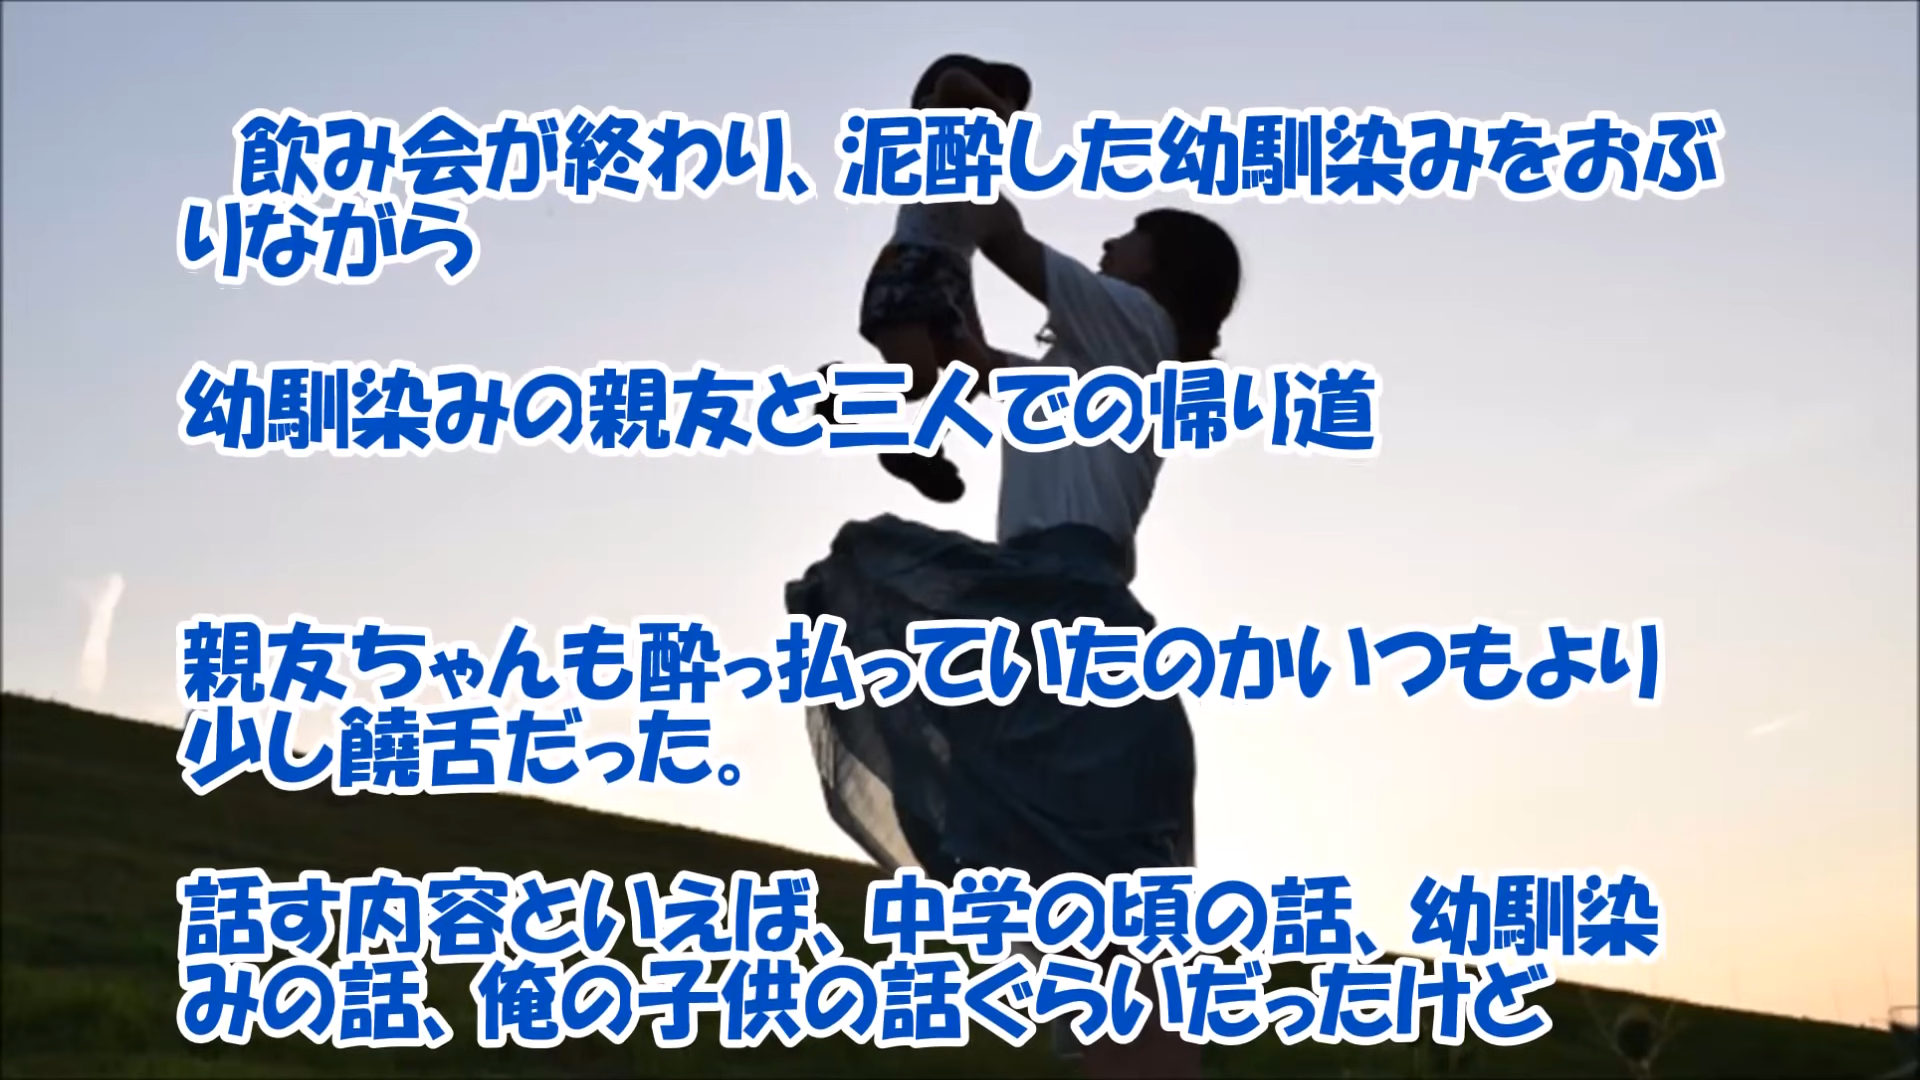 飲み会が終わり、泥酔した幼馴染みをおぶ
りながら
幼馴染みの親友と三人での帰り道
親友ちゃんも酔っ払っていたのかいつもより
少し饒舌だった。
話す内容といえば、中学の頃の話、幼馴染
みの話、俺の子供の話ぐらいだったけど